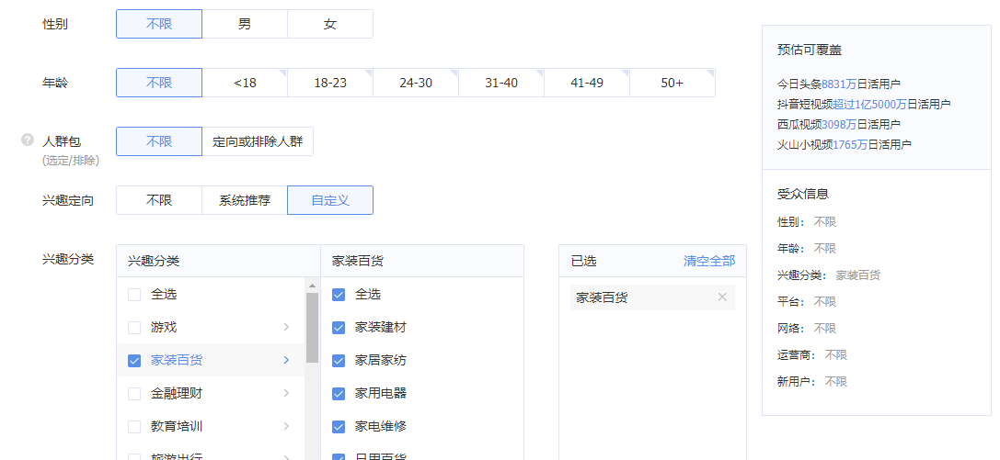 性别
不限
男
女
年龄
不限
<18
18-23
24-30
31-40
41-49
50+
? 人群包
(选定/排除)
不限
定向或排除人群
兴趣定向
不限
系统推荐
自定义
兴趣分类
兴趣分类
全选
游戏
家装百货
金融理财
教育培训
旅游出行
家装百货
全选
家装建材
家居家纺
家用电器
家电维修
日用百货
已选
清空全部
家装百货
预估可覆盖
今日头条8831万日活用户
抖音短视频超过1亿5000万日活用户
西瓜视频3098万日活用户
火山小视频1765万日活用户
受众信息
性别: 不限
年龄: 不限
兴趣分类: 家装百货
平台: 不限
网络: 不限
运营商: 不限
新用户: 不限